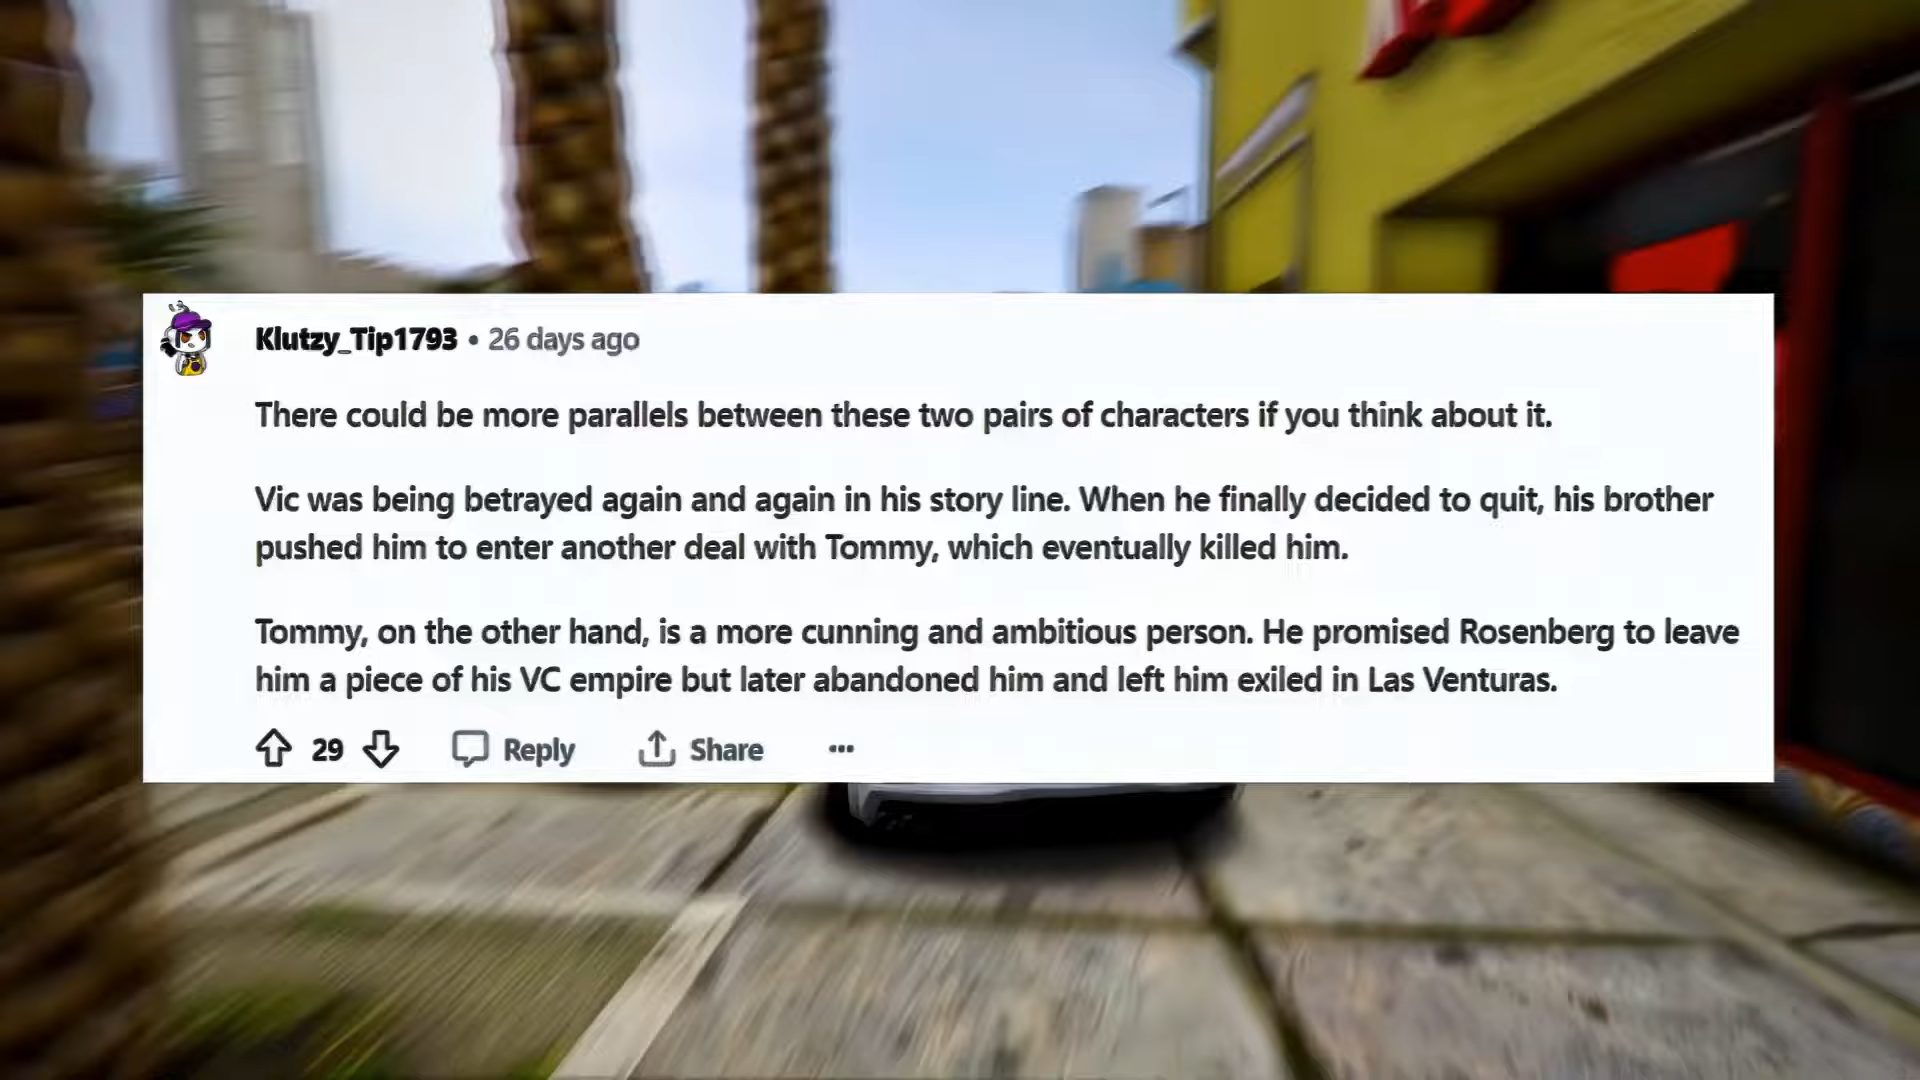 Klutzy_Tip1793 • 26 days ago
There could be more parallels between these two pairs of characters if you think about it.
Vic was being betrayed again and again in his story line. When he finally decided to quit, his brother
pushed him to enter another deal with Tommy, which eventually killed him.
Tommy, on the other hand, is a more cunning and ambitious person. He promised Rosenberg to leave
him a piece of his VC empire but later abandoned him and left him exiled in Las Venturas.
29 Reply Share ...